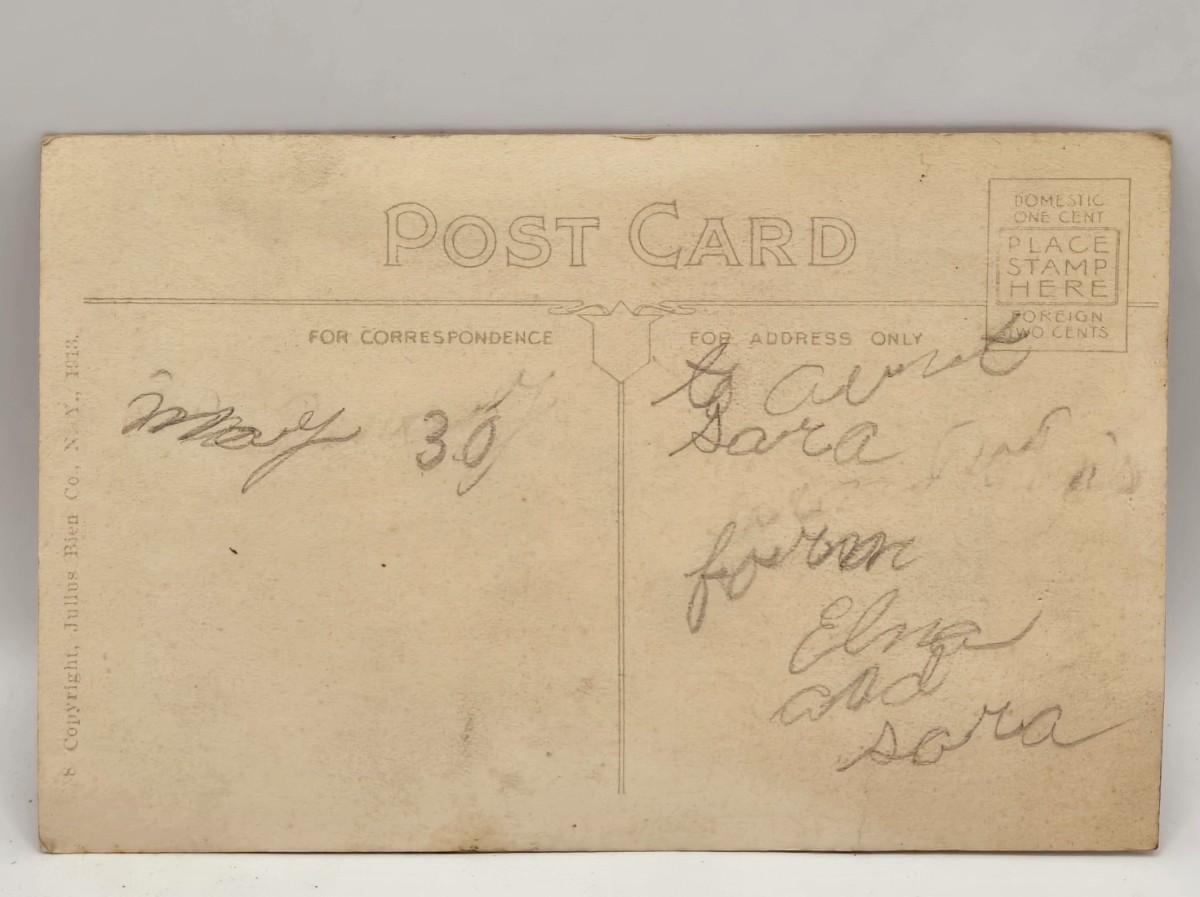 POST CARD
DOMESTIC
ONE CENT
PLACE
STAMP
HERE
FOREIGN
TWO CENTS
FOR CORRESPONDENCE
FOR ADDRESS ONLY
8 Copyright, Julius Bien Co., N. Y., 1913.
May 30
to aunt
Sara
from
Elna
and
Sara